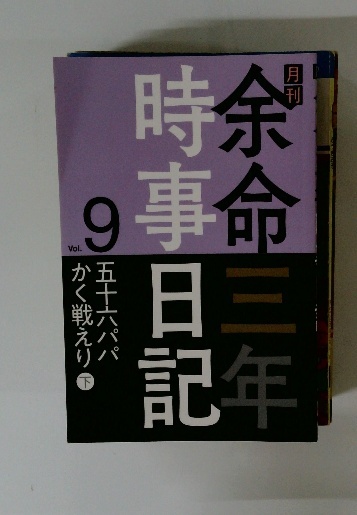 月刊
余命三年
時事日記
Vol. 9
五十六パパ
かく戦えり 下